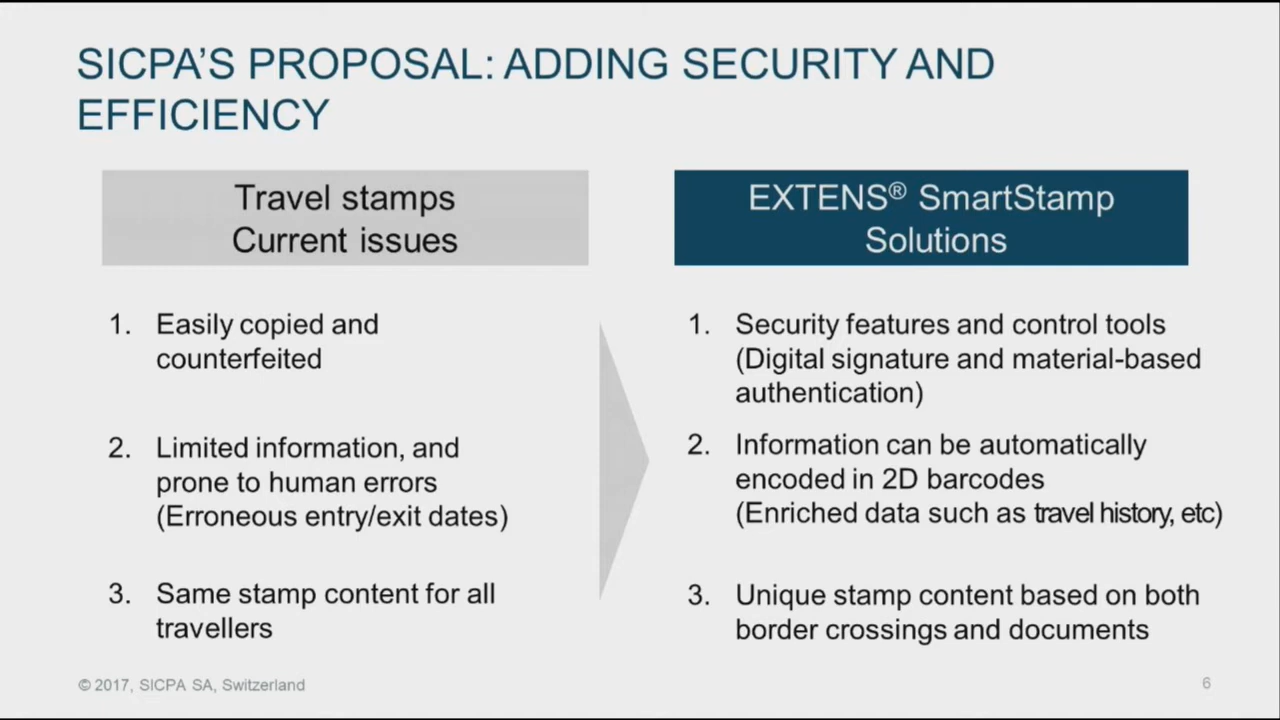 SICPA'S PROPOSAL: ADDING SECURITY AND
EFFICIENCY
Travel stamps
Current issues
1. Easily copied and
counterfeited
2. Limited information, and
prone to human errors
(Erroneous entry/exit dates)
3. Same stamp content for all
travellers
EXTENS® SmartStamp
Solutions
1. Security features and control tools
(Digital signature and material-based
authentication)
2. Information can be automatically
encoded in 2D barcodes
(Enriched data such as travel history, etc)
3. Unique stamp content based on both
border crossings and documents
© 2017, SICPA SA, Switzerland
6